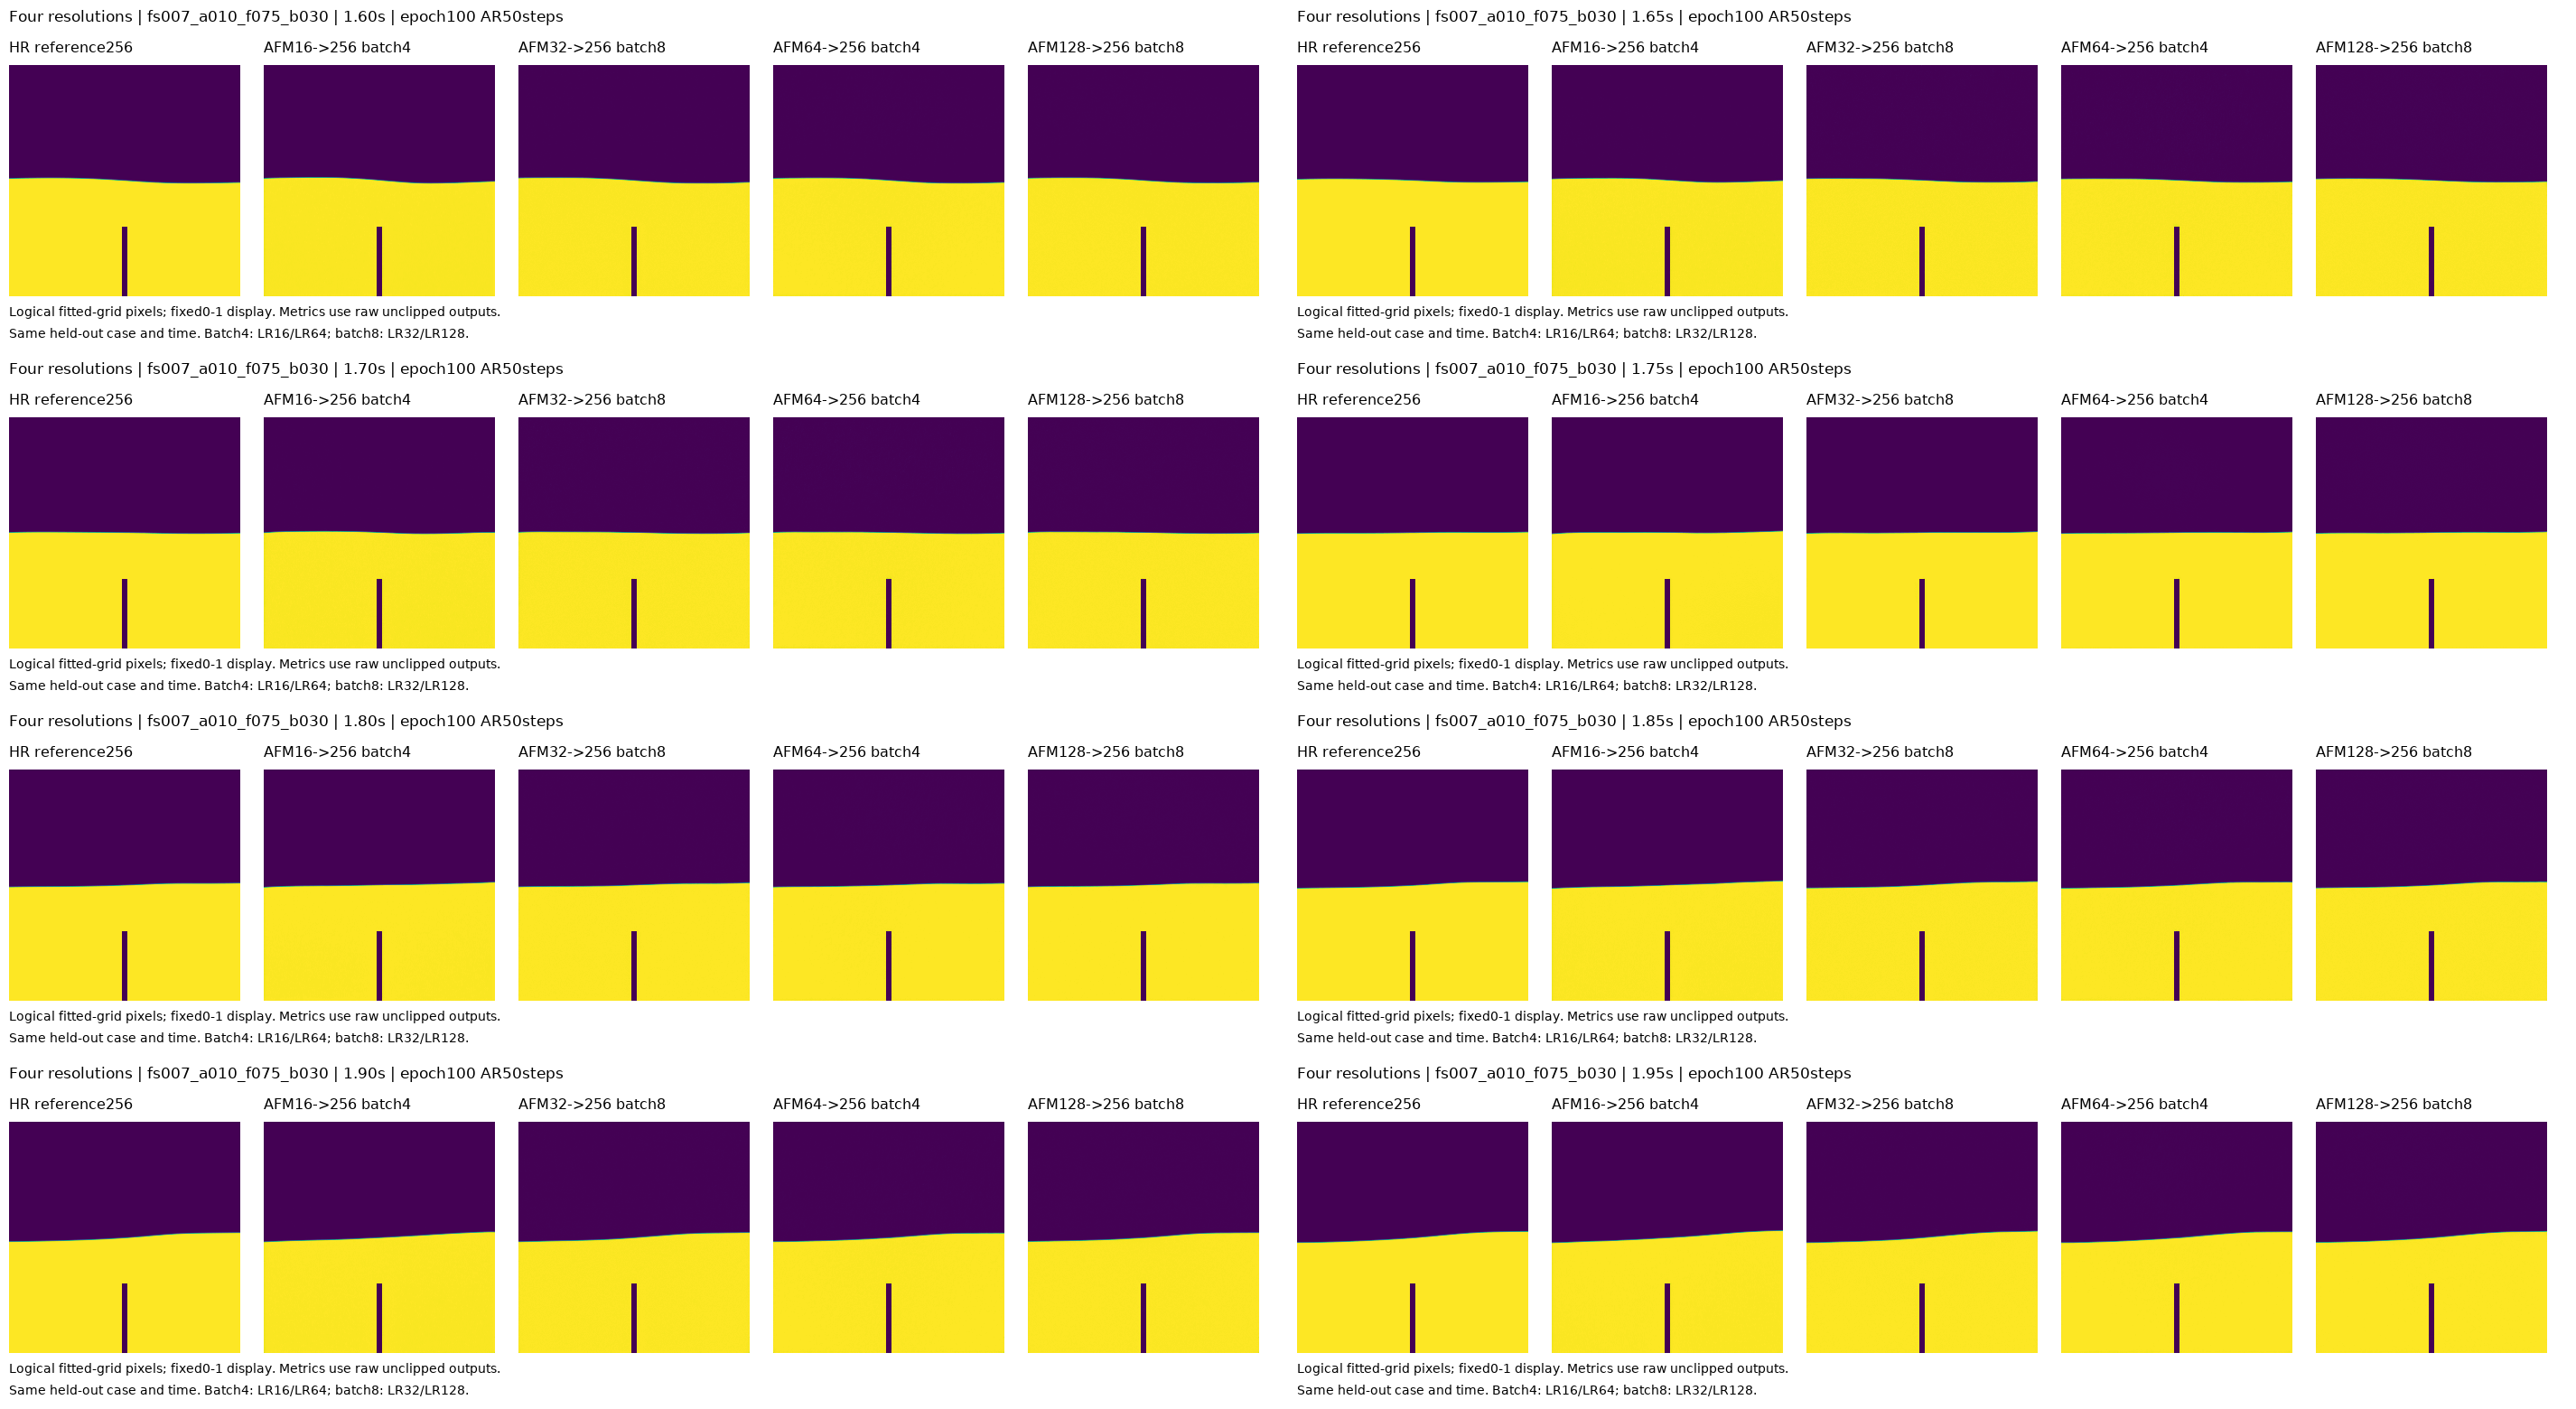 Four resolutions | fs007_a010_f075_b030 | 1.60s | epoch100 AR50steps
HR reference256 AFM16->256 batch4 AFM32->256 batch8 AFM64->256 batch4 AFM128->256 batch8
Logical fitted-grid pixels; fixed0-1 display. Metrics use raw unclipped outputs.
Same held-out case and time. Batch4: LR16/LR64; batch8: LR32/LR128.
Four resolutions | fs007_a010_f075_b030 | 1.65s | epoch100 AR50steps
HR reference256 AFM16->256 batch4 AFM32->256 batch8 AFM64->256 batch4 AFM128->256 batch8
Logical fitted-grid pixels; fixed0-1 display. Metrics use raw unclipped outputs.
Same held-out case and time. Batch4: LR16/LR64; batch8: LR32/LR128.
Four resolutions | fs007_a010_f075_b030 | 1.70s | epoch100 AR50steps
HR reference256 AFM16->256 batch4 AFM32->256 batch8 AFM64->256 batch4 AFM128->256 batch8
Logical fitted-grid pixels; fixed0-1 display. Metrics use raw unclipped outputs.
Same held-out case and time. Batch4: LR16/LR64; batch8: LR32/LR128.
Four resolutions | fs007_a010_f075_b030 | 1.75s | epoch100 AR50steps
HR reference256 AFM16->256 batch4 AFM32->256 batch8 AFM64->256 batch4 AFM128->256 batch8
Logical fitted-grid pixels; fixed0-1 display. Metrics use raw unclipped outputs.
Same held-out case and time. Batch4: LR16/LR64; batch8: LR32/LR128.
Four resolutions | fs007_a010_f075_b030 | 1.80s | epoch100 AR50steps
HR reference256 AFM16->256 batch4 AFM32->256 batch8 AFM64->256 batch4 AFM128->256 batch8
Logical fitted-grid pixels; fixed0-1 display. Metrics use raw unclipped outputs.
Same held-out case and time. Batch4: LR16/LR64; batch8: LR32/LR128.
Four resolutions | fs007_a010_f075_b030 | 1.85s | epoch100 AR50steps
HR reference256 AFM16->256 batch4 AFM32->256 batch8 AFM64->256 batch4 AFM128->256 batch8
Logical fitted-grid pixels; fixed0-1 display. Metrics use raw unclipped outputs.
Same held-out case and time. Batch4: LR16/LR64; batch8: LR32/LR128.
Four resolutions | fs007_a010_f075_b030 | 1.90s | epoch100 AR50steps
HR reference256 AFM16->256 batch4 AFM32->256 batch8 AFM64->256 batch4 AFM128->256 batch8
Logical fitted-grid pixels; fixed0-1 display. Metrics use raw unclipped outputs.
Same held-out case and time. Batch4: LR16/LR64; batch8: LR32/LR128.
Four resolutions | fs007_a010_f075_b030 | 1.95s | epoch100 AR50steps
HR reference256 AFM16->256 batch4 AFM32->256 batch8 AFM64->256 batch4 AFM128->256 batch8
Logical fitted-grid pixels; fixed0-1 display. Metrics use raw unclipped outputs.
Same held-out case and time. Batch4: LR16/LR64; batch8: LR32/LR128.